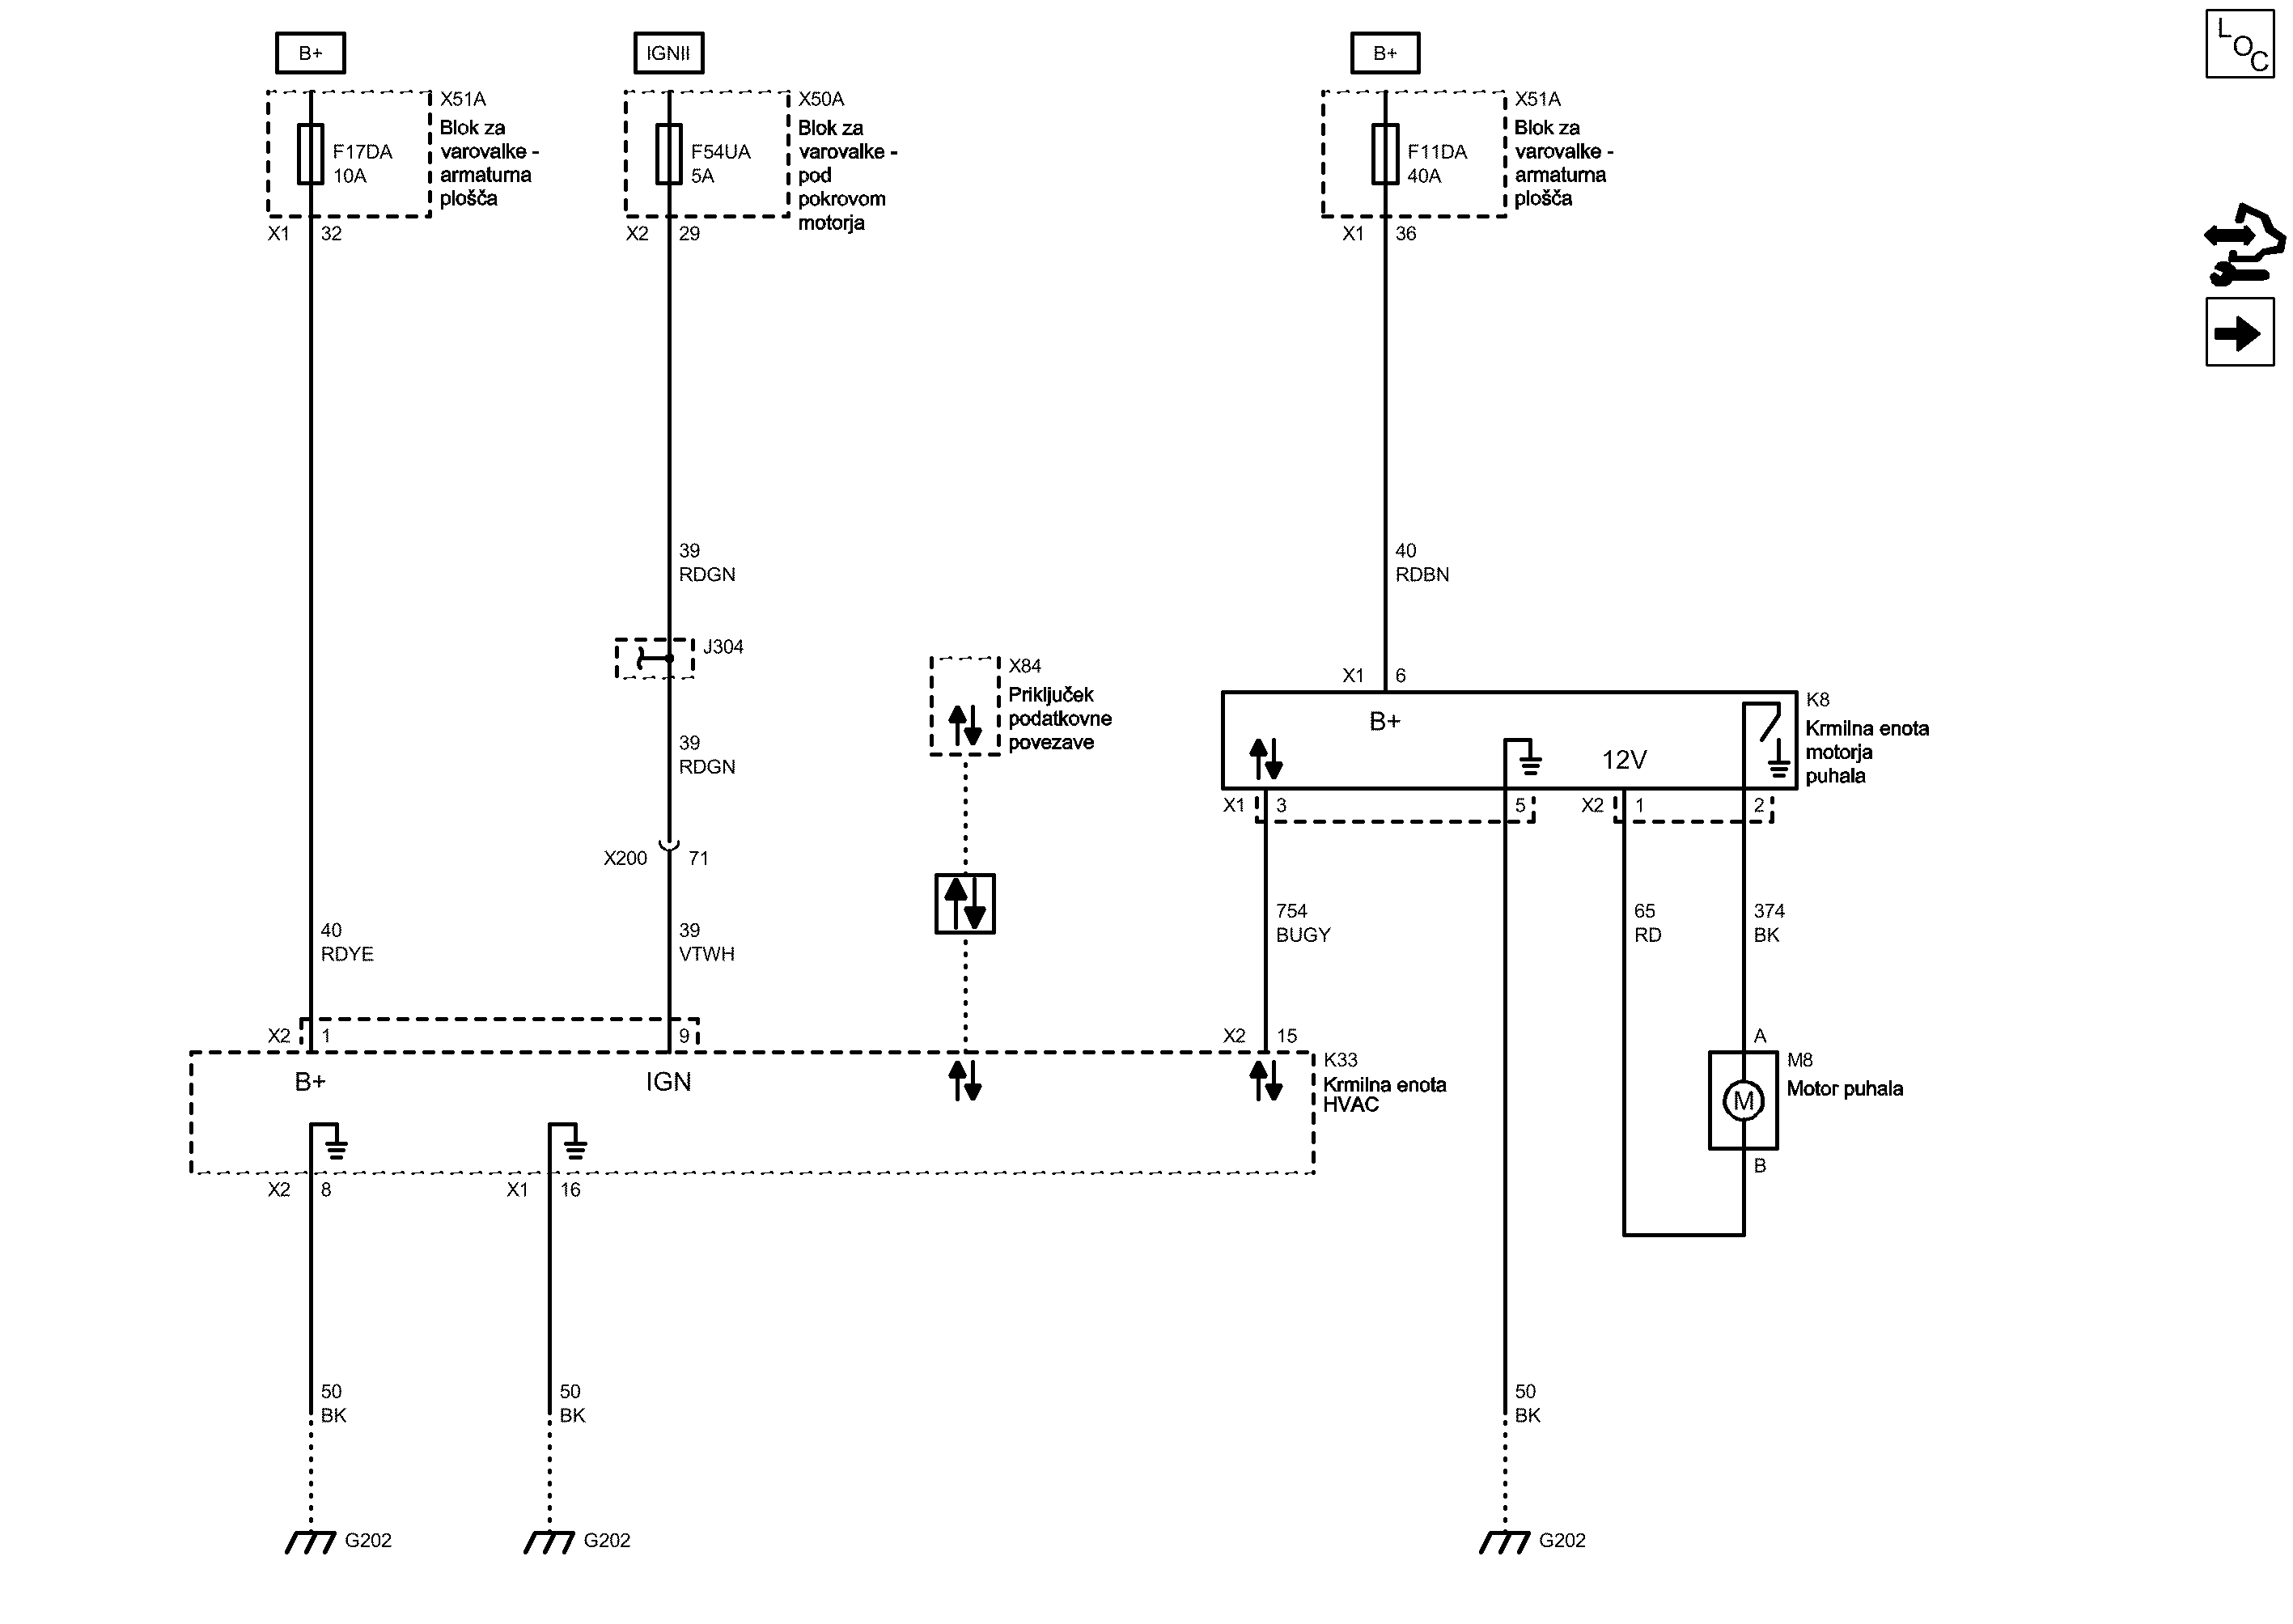 B+
IGNII
B+
L
O
C
X51A
Blok za
varovalke -
armaturna
plošča
F17DA
10A
X1 32
X50A
Blok za
varovalke -
pod
pokrovom
motorja
F54UA
5A
X2 29
X51A
Blok za
varovalke -
armaturna
plošča
F11DA
40A
X1 36
39
RDGN
40
RDBN
J304
X84
Priključek
podatkovne
povezave
X1 6
39
RDGN
B+
12V
K8
Krmilna enota
motorja
puhala
X1 3
5
X2 1
2
X200 71
40
RDYE
39
VTWH
754
BUGY
65
RD
374
BK
X2 1
9
X2 15
A
B+
IGN
K33
Krmilna enota
HVAC
M8
Motor puhala
M
B
X2 8
X1 16
50
BK
50
BK
50
BK
G202
G202
G202